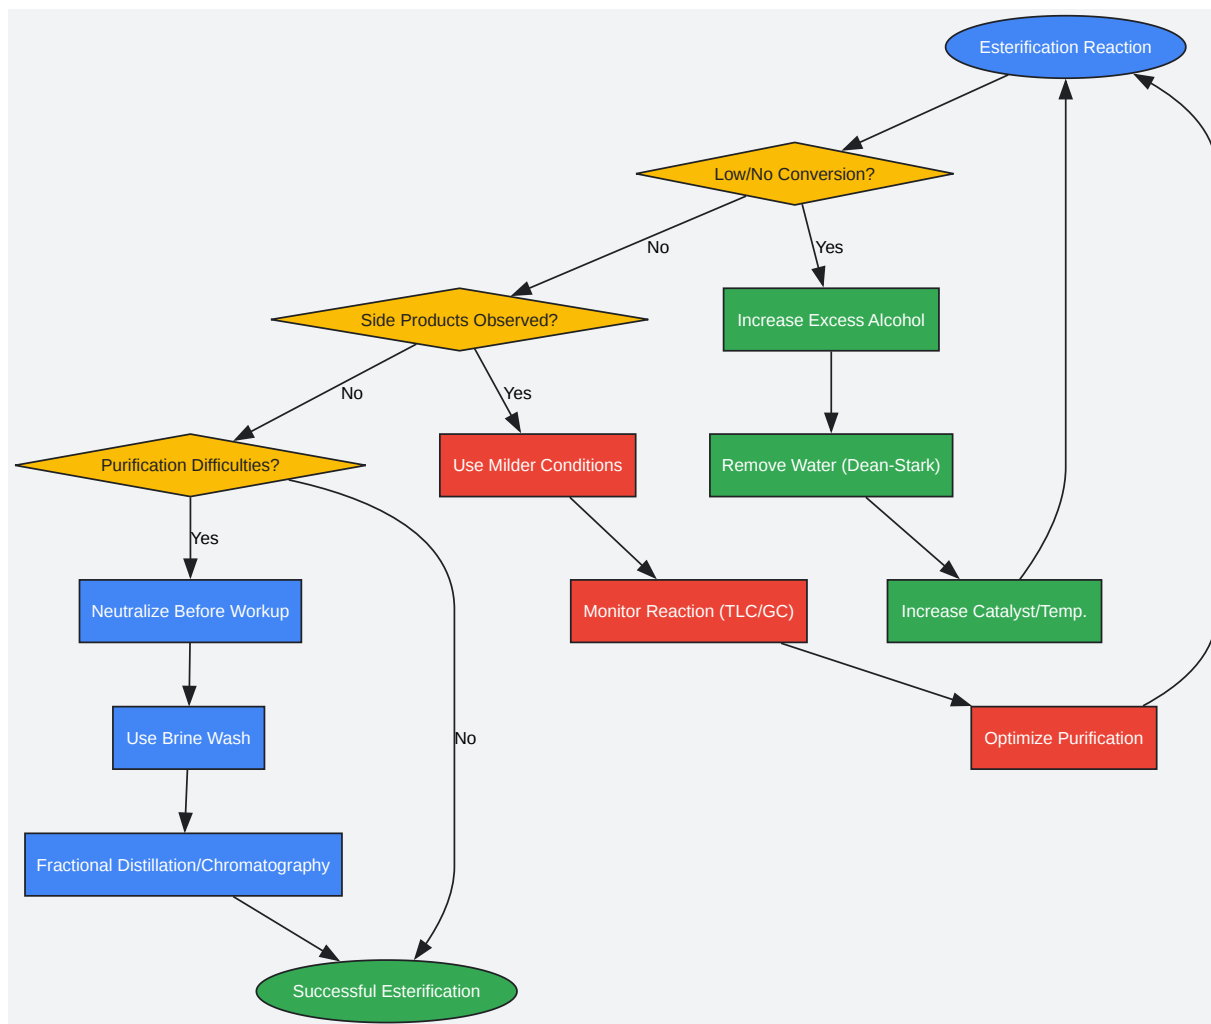 Esterification Reaction
Low/No Conversion?
No
Yes
Side Products Observed?
Increase Excess Alcohol
No
Yes
Purification Difficulties?
Use Milder Conditions
Remove Water (Dean-Stark)
Yes
Neutralize Before Workup
Monitor Reaction (TLC/GC)
Increase Catalyst/Temp.
Use Brine Wash
No
Optimize Purification
Fractional Distillation/Chromatography
Successful Esterification